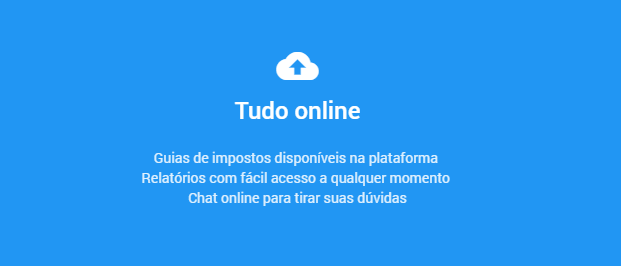 Tudo online
Guias de impostos disponíveis na plataforma
Relatórios com fácil acesso a qualquer momento
Chat online para tirar suas dúvidas